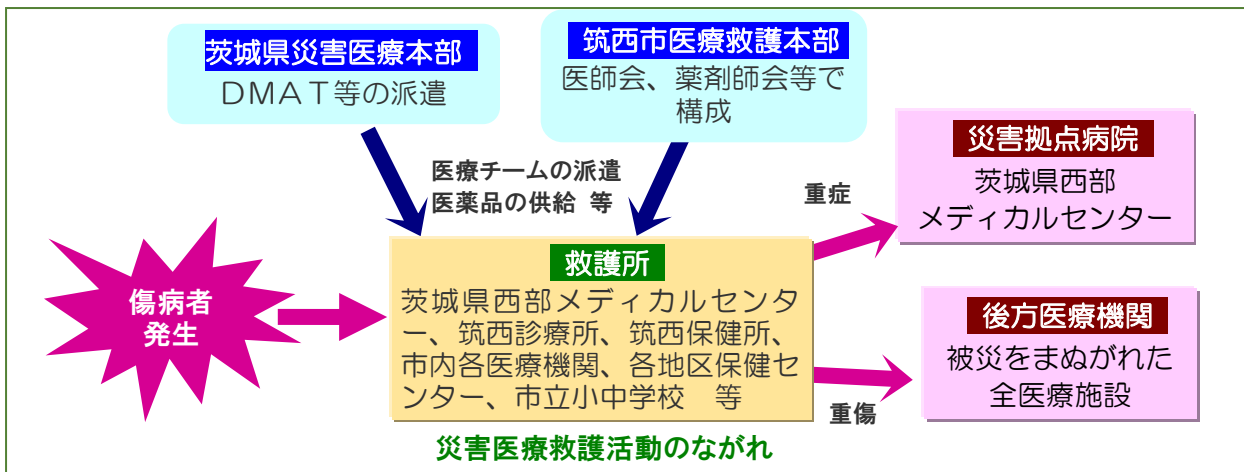 茨城県災害医療本部
ＤＭＡＴ等の派遣
筑西市医療救護本部
医師会、薬剤師会等で
構成
医療チームの派遣
医薬品の供給 等
傷病者
発生
救護所
茨城県西部メディカルセンタ
ー、筑西診療所、筑西保健所、
市内各医療機関、各地区保健セ
ンター、市立小中学校　等
重症
災害拠点病院
茨城県西部
メディカルセンター
重傷
後方医療機関
被災をまぬがれた
全医療施設
災害医療救護活動のながれ